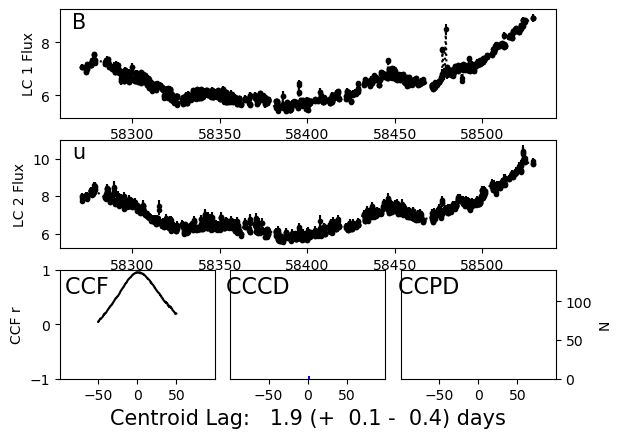 B
LC 1 Flux
8
6
58300 58350 58400 58450 58500
u
LC 2 Flux
10
8
6
58300 58350 58400 58450 58500
CCF
CCF r
1
0
−1
−50 0 50
CCCD
−50 0 50
CCPD
100
50
0
N
−50 0 50
Centroid Lag: 1.9 (+ 0.1 - 0.4) days